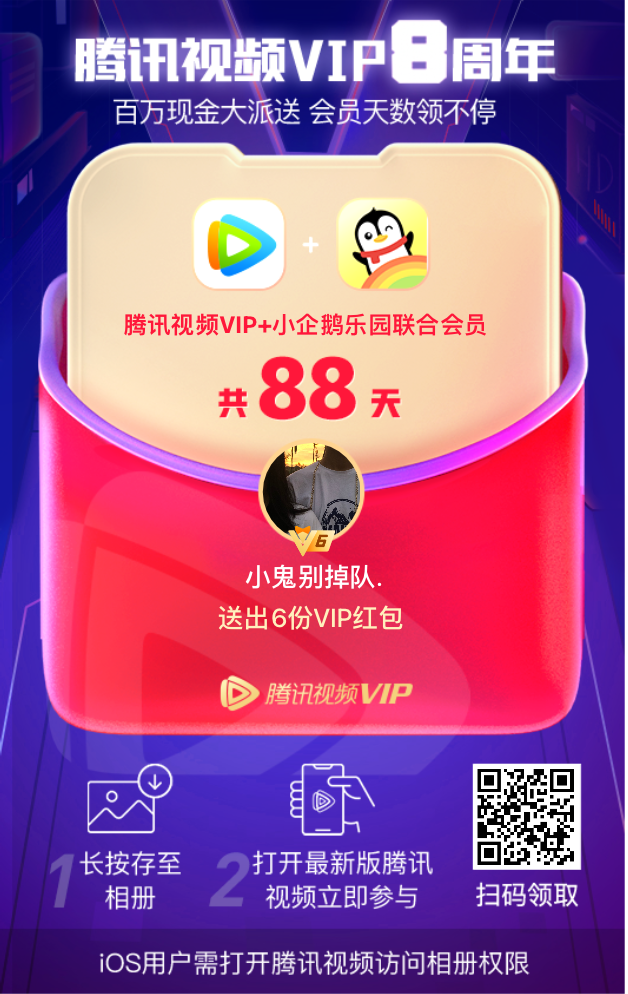 腾讯视频VIP8周年
百万现金大派送 会员天数领不停
+
腾讯视频VIP+小企鹅乐园联合会员
共88天
V6
小鬼别掉队.
送出6份VIP红包
腾讯视频VIP
1 长按存至相册
2 打开最新版腾讯视频立即参与
扫码领取
iOS用户需打开腾讯视频访问相册权限